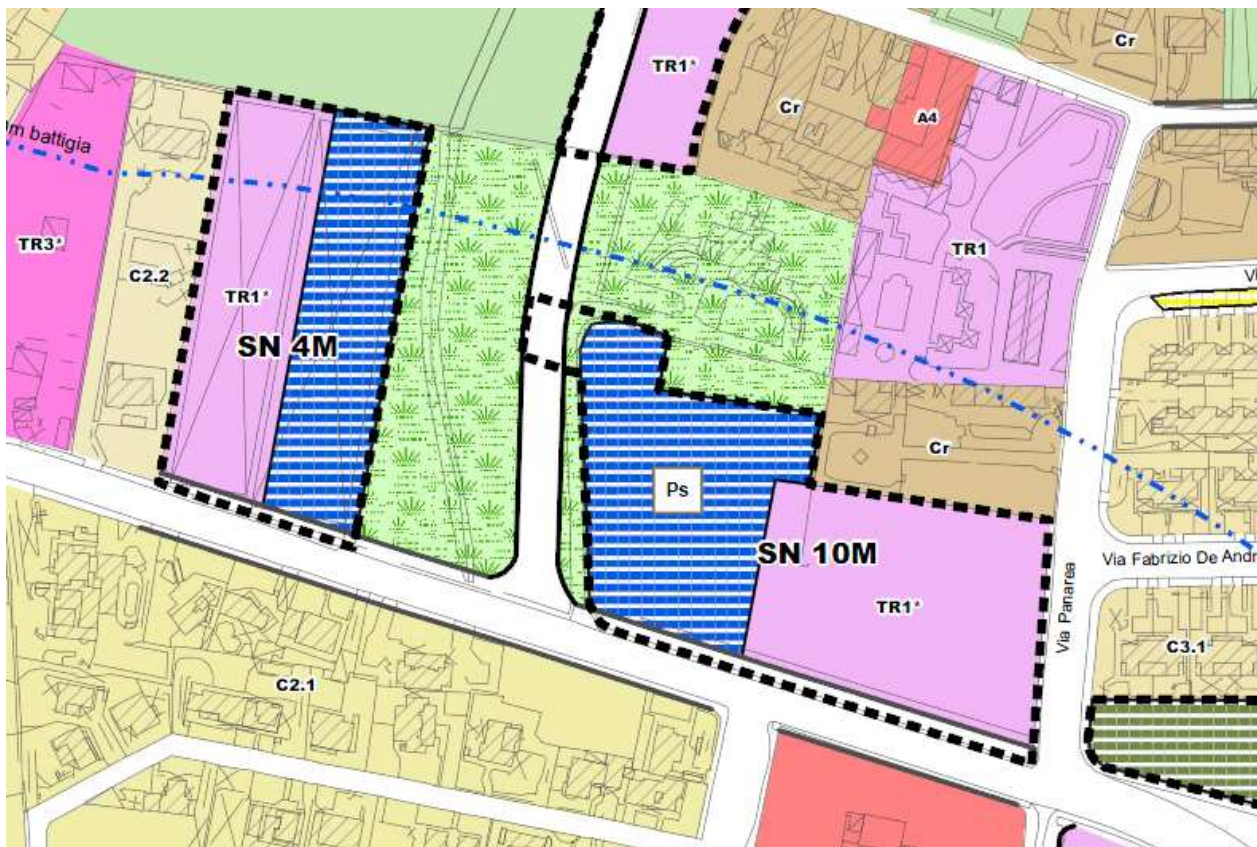 Cr
TR1*
Cr
A4
m battigia
TR3*
C2.2
TR1*
TR1
SN 4M
Cr
Ps
SN 10M
TR1*
Via Fabrizio De Andr
Via Panarea
C3.1
C2.1